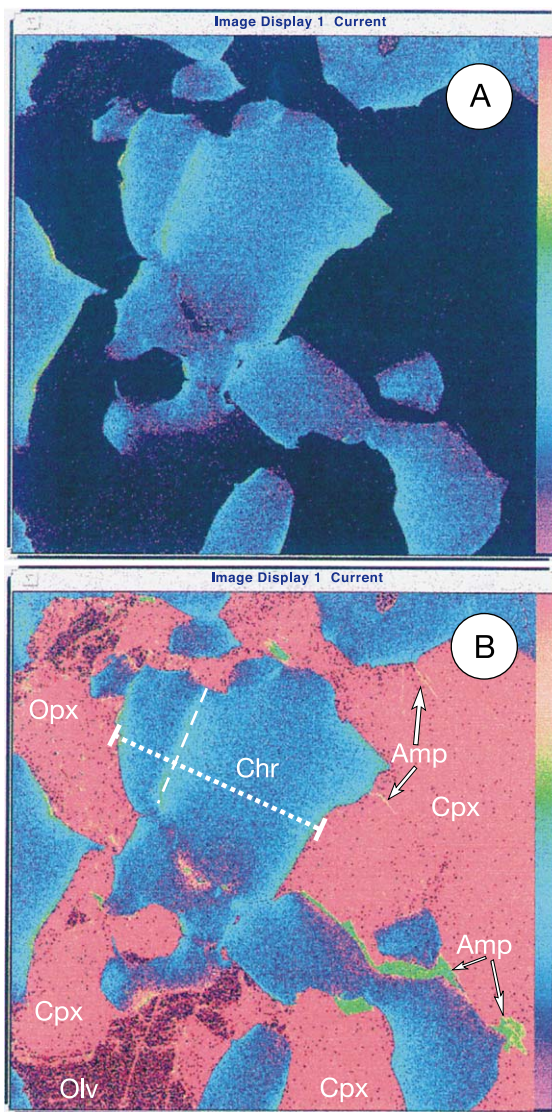 Image Display 1 Current
A
Image Display 1 Current
B
Opx
Amp
Chr
Cpx
Amp
Cpx
Olv
Cpx